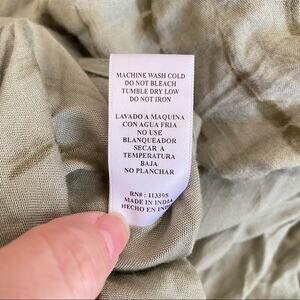 MACHINE WASH COLD
DO NOT BLEACH
TUMBLE DRY LOW
DO NOT IRON
LAVADO A MAQUINA
CON AGUA FRIA
NO USE
BLANQUEADOR
SECAR A
TEMPERATURA
BAJA
NO PLANCHAR
RN# : 113398
MADE IN INDIA
HECHO EN INDIA